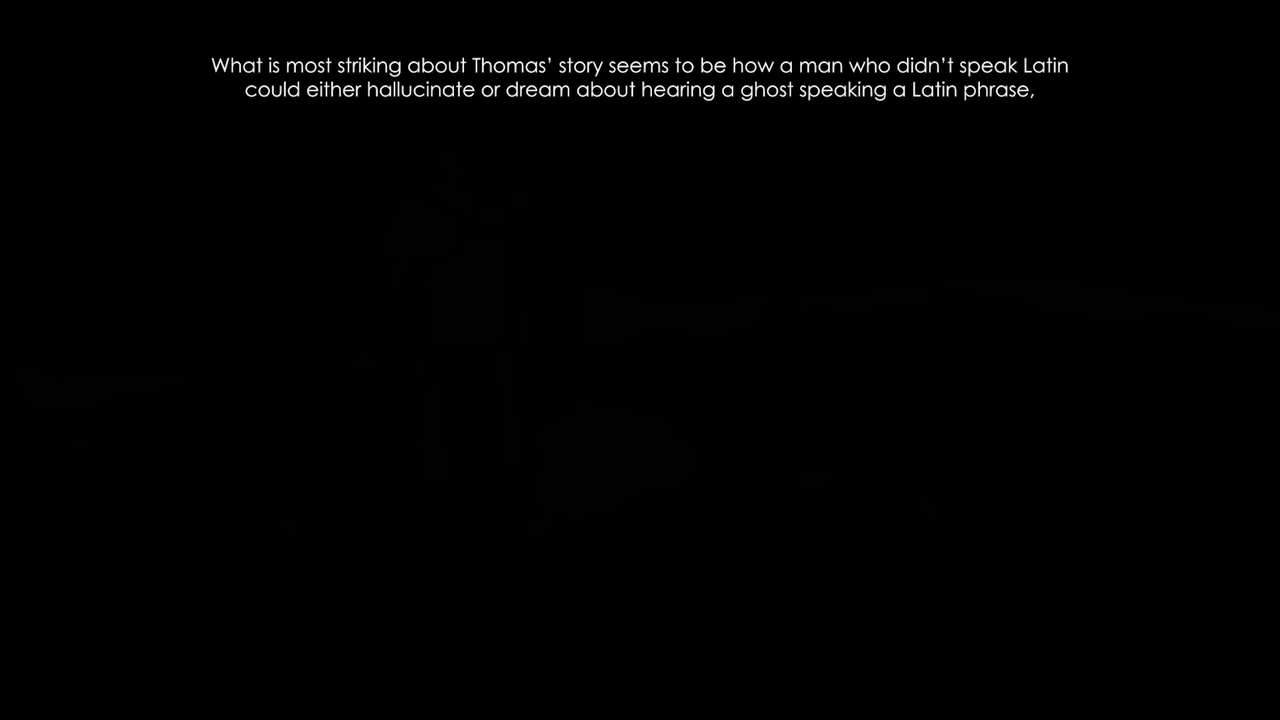 What is most striking about Thomas’ story seems to be how a man who didn’t speak Latin
could either hallucinate or dream about hearing a ghost speaking a Latin phrase,